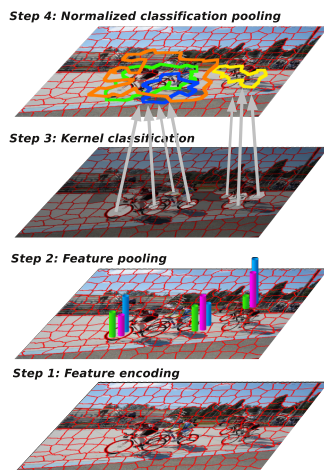 Step 4: Normalized classification pooling
Step 3: Kernel classification
Step 2: Feature pooling
Step 1: Feature encoding